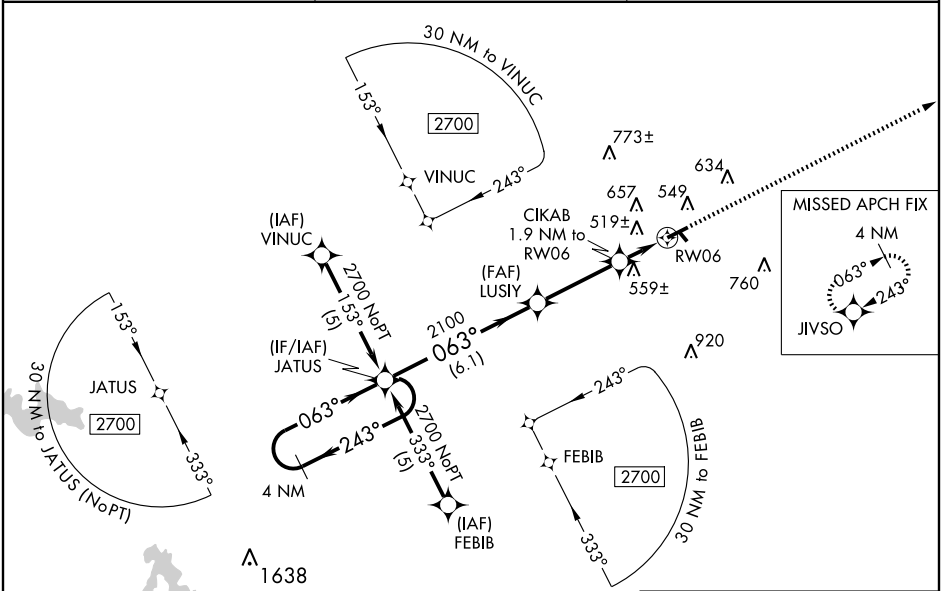 30 NM to VINUC
153°
2700
VINUC
243°
773±
634
657
549
519±
CIKAB
1.9 NM to
RW06
RW06
559±
760
920
MISSED APCH FIX
4 NM
063°
243°
JIVSO
(IAF)
VINUC
2700 NoPT
153°
(5)
(FAF)
LUSIY
2100
063°
(6.1)
(IF/IAF)
JATUS
063°
243°
4 NM
2700 NoPT
333°
(5)
(IAF)
FEBIB
153°
JATUS
2700
333°
30 NM to JATUS (NoPT)
243°
FEBIB
2700
333°
30 NM to FEBIB
1638